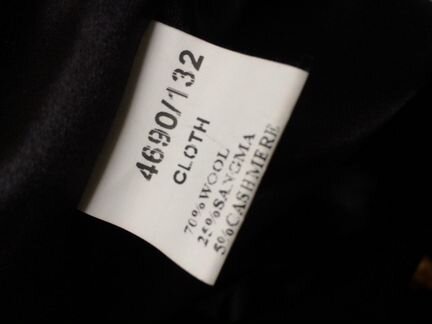 4690/132
CLOTH
70%WOOL
25%SANGMA
5%CASHMERE